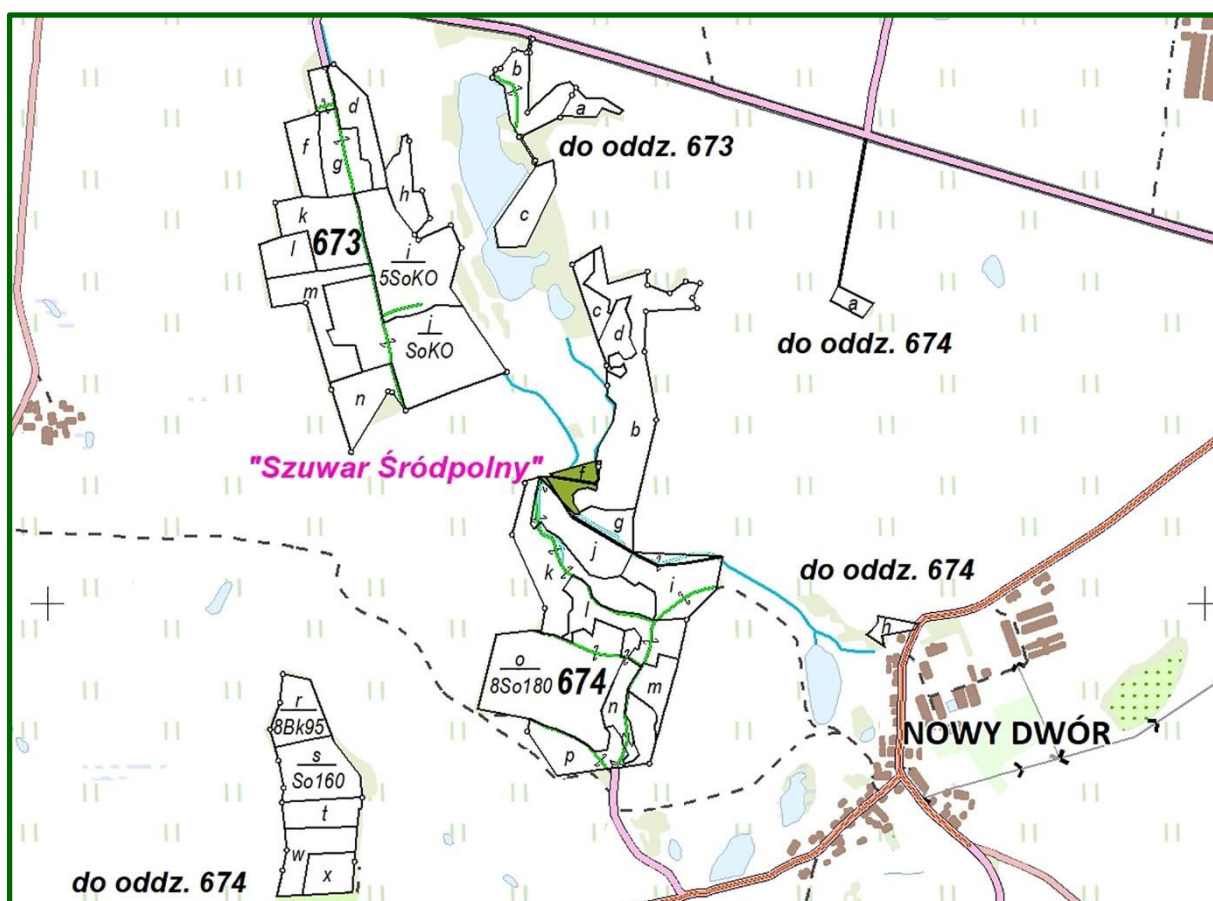 b
d
a
do oddz. 673
f
g
h
c
k
l
673
i
5SoKO
m
a
c
d
j
SoKO
do oddz. 674
n
b
"Szuwar Śródpolny"
f
g
j
do oddz. 674
k
i
l
h
o
8So180
674
m
r
8Bk95
n
NOWY DWÓR
s
So160
p
t
w
x
do oddz. 674